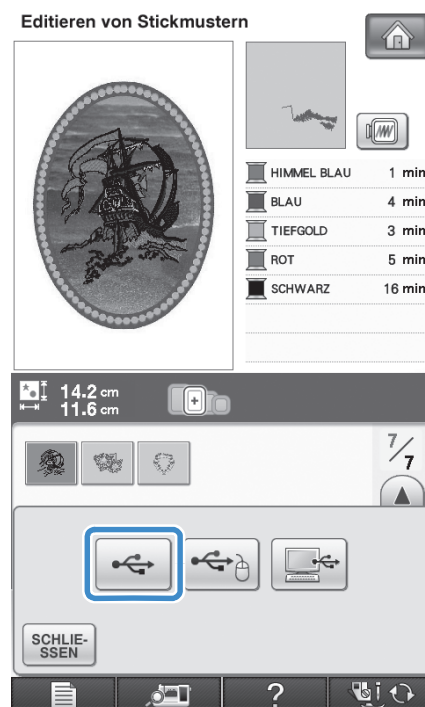 Editieren von Stickmustern
HIMMEL BLAU 1 min
BLAU 4 min
TIEFGOLD 3 min
ROT 5 min
SCHWARZ 16 min
14.2 cm
11.6 cm
7/7
SCHLIE-
SSEN
?